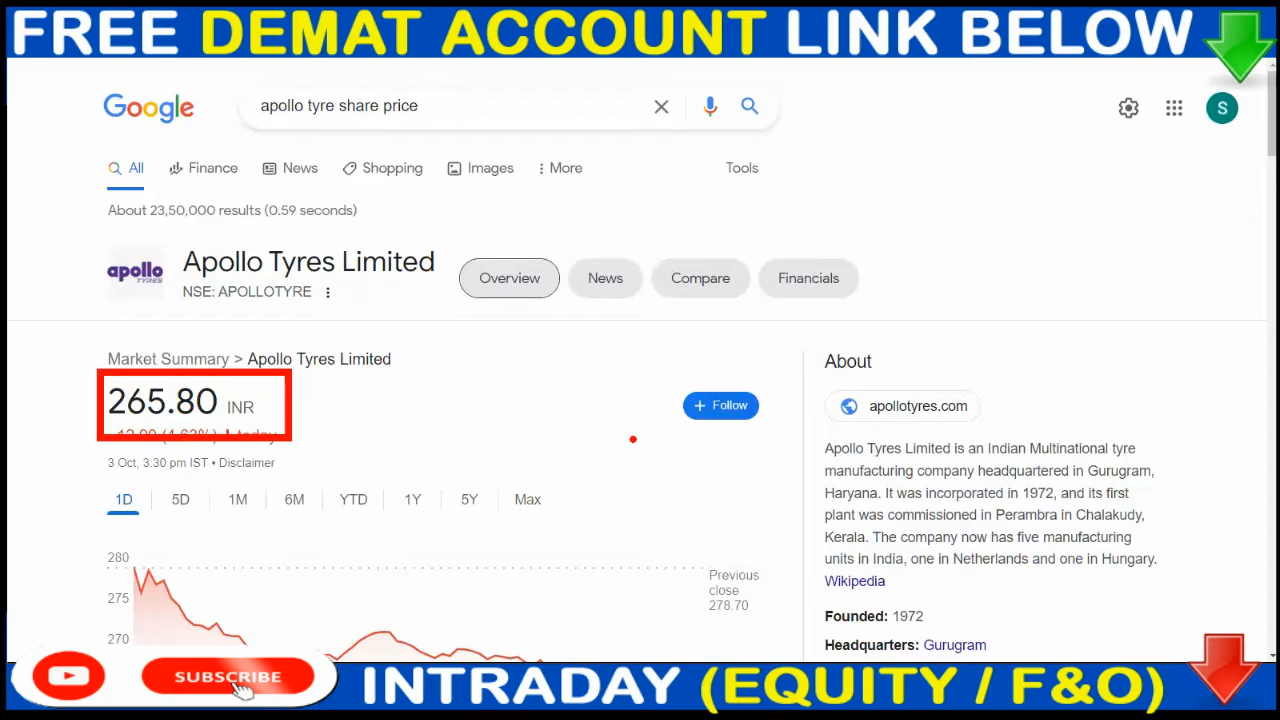 FREE DEMAT ACCOUNT LINK BELOW
Google
apollo tyre share price
S
All
Finance
News
Shopping
Images
More
Tools
About 23,50,000 results (0.59 seconds)
apollo
TYRES
Apollo Tyres Limited
NSE: APOLLOTYRE
Overview
News
Compare
Financials
Market Summary > Apollo Tyres Limited
265.80 INR
-12.90 (4.63%) ↓ today
+ Follow
3 Oct, 3:30 pm IST • Disclaimer
1D
5D
1M
6M
YTD
1Y
5Y
Max
280
275
270
Previous
close
278.70
About
apollotyres.com
Apollo Tyres Limited is an Indian Multinational tyre
manufacturing company headquartered in Gurugram,
Haryana. It was incorporated in 1972, and its first
plant was commissioned in Perambra in Chalakudy,
Kerala. The company now has five manufacturing
units in India, one in Netherlands and one in Hungary.
Wikipedia
Founded: 1972
Headquarters: Gurugram
SUBSCRIBE
INTRADAY (EQUITY / F&O)